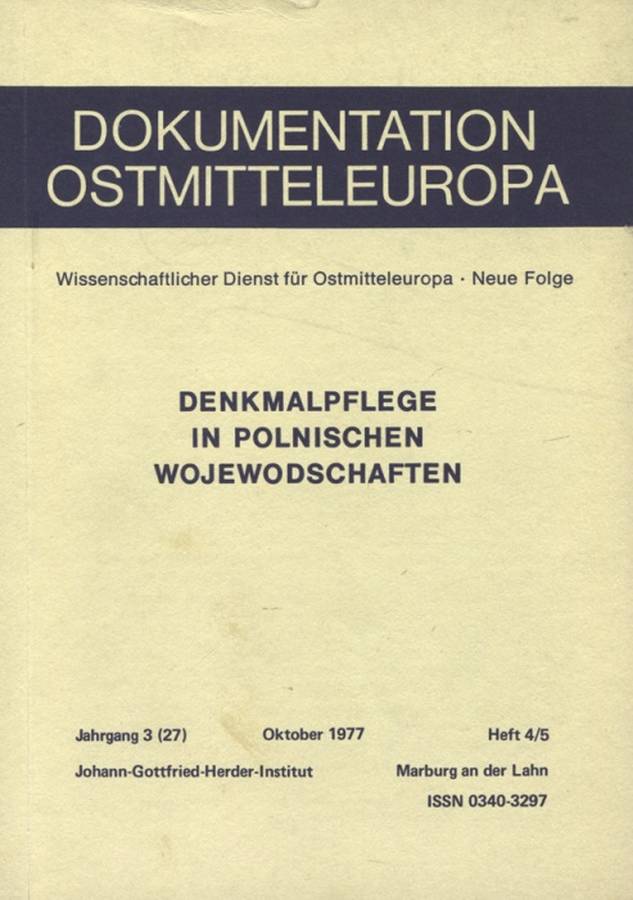 DOKUMENTATION
OSTMITTELEUROPA
Wissenschaftlicher Dienst für Ostmitteleuropa · Neue Folge
DENKMALPFLEGE
IN POLNISCHEN
WOJEWODSCHAFTEN
Jahrgang 3 (27) Oktober 1977 Heft 4/5
Johann-Gottfried-Herder-Institut Marburg an der Lahn
ISSN 0340-3297